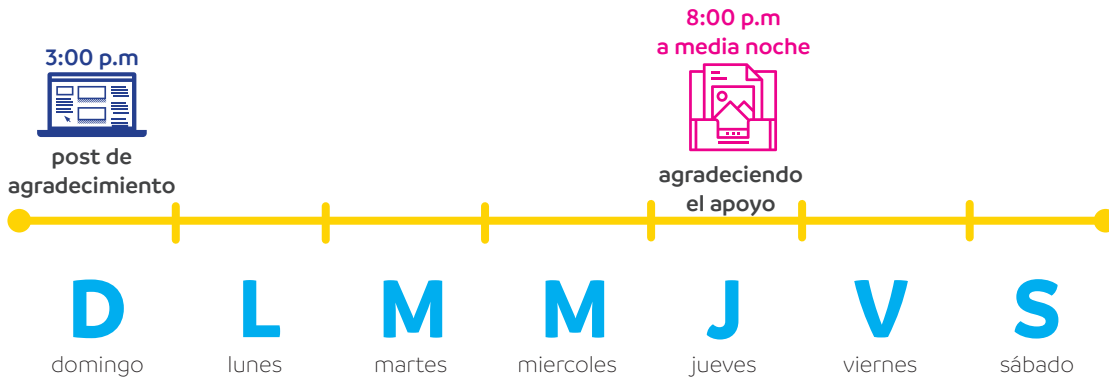 3:00 p.m
post de
agradecimiento
8:00 p.m
a media noche
agradeciendo
el apoyo
D
L
M
M
J
V
S
domingo
lunes
martes
miercoles
jueves
viernes
sábado